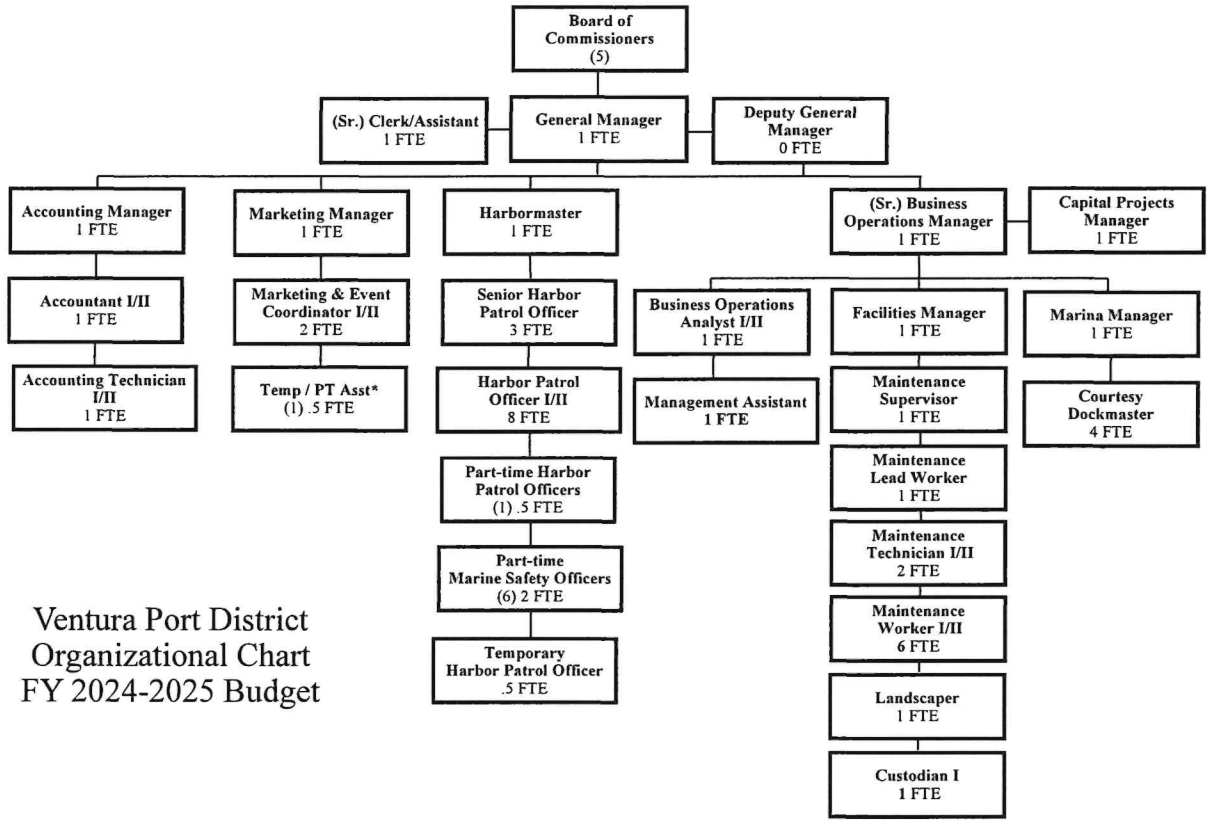 Board of
Commissioners
(5)
(Sr.) Clerk/Assistant
1 FTE
General Manager
1 FTE
Deputy General
Manager
0 FTE
Accounting Manager
1 FTE
Marketing Manager
1 FTE
Harbormaster
1 FTE
(Sr.) Business
Operations Manager
1 FTE
Capital Projects
Manager
1 FTE
Accountant I/II
1 FTE
Marketing & Event
Coordinator I/II
2 FTE
Senior Harbor
Patrol Officer
3 FTE
Business Operations
Analyst I/II
1 FTE
Facilities Manager
1 FTE
Marina Manager
1 FTE
Accounting Technician
I/II
1 FTE
Temp / PT Asst*
(1) .5 FTE
Harbor Patrol
Officer I/II
8 FTE
Management Assistant
1 FTE
Maintenance
Supervisor
1 FTE
Courtesy
Dockmaster
4 FTE
Part-time Harbor
Patrol Officers
(1) .5 FTE
Maintenance
Lead Worker
1 FTE
Part-time
Marine Safety Officers
(6) 2 FTE
Maintenance
Technician I/II
2 FTE
Temporary
Harbor Patrol Officer
.5 FTE
Maintenance
Worker I/II
6 FTE
Landscaper
1 FTE
Custodian I
1 FTE
Ventura Port District
Organizational Chart
FY 2024-2025 Budget